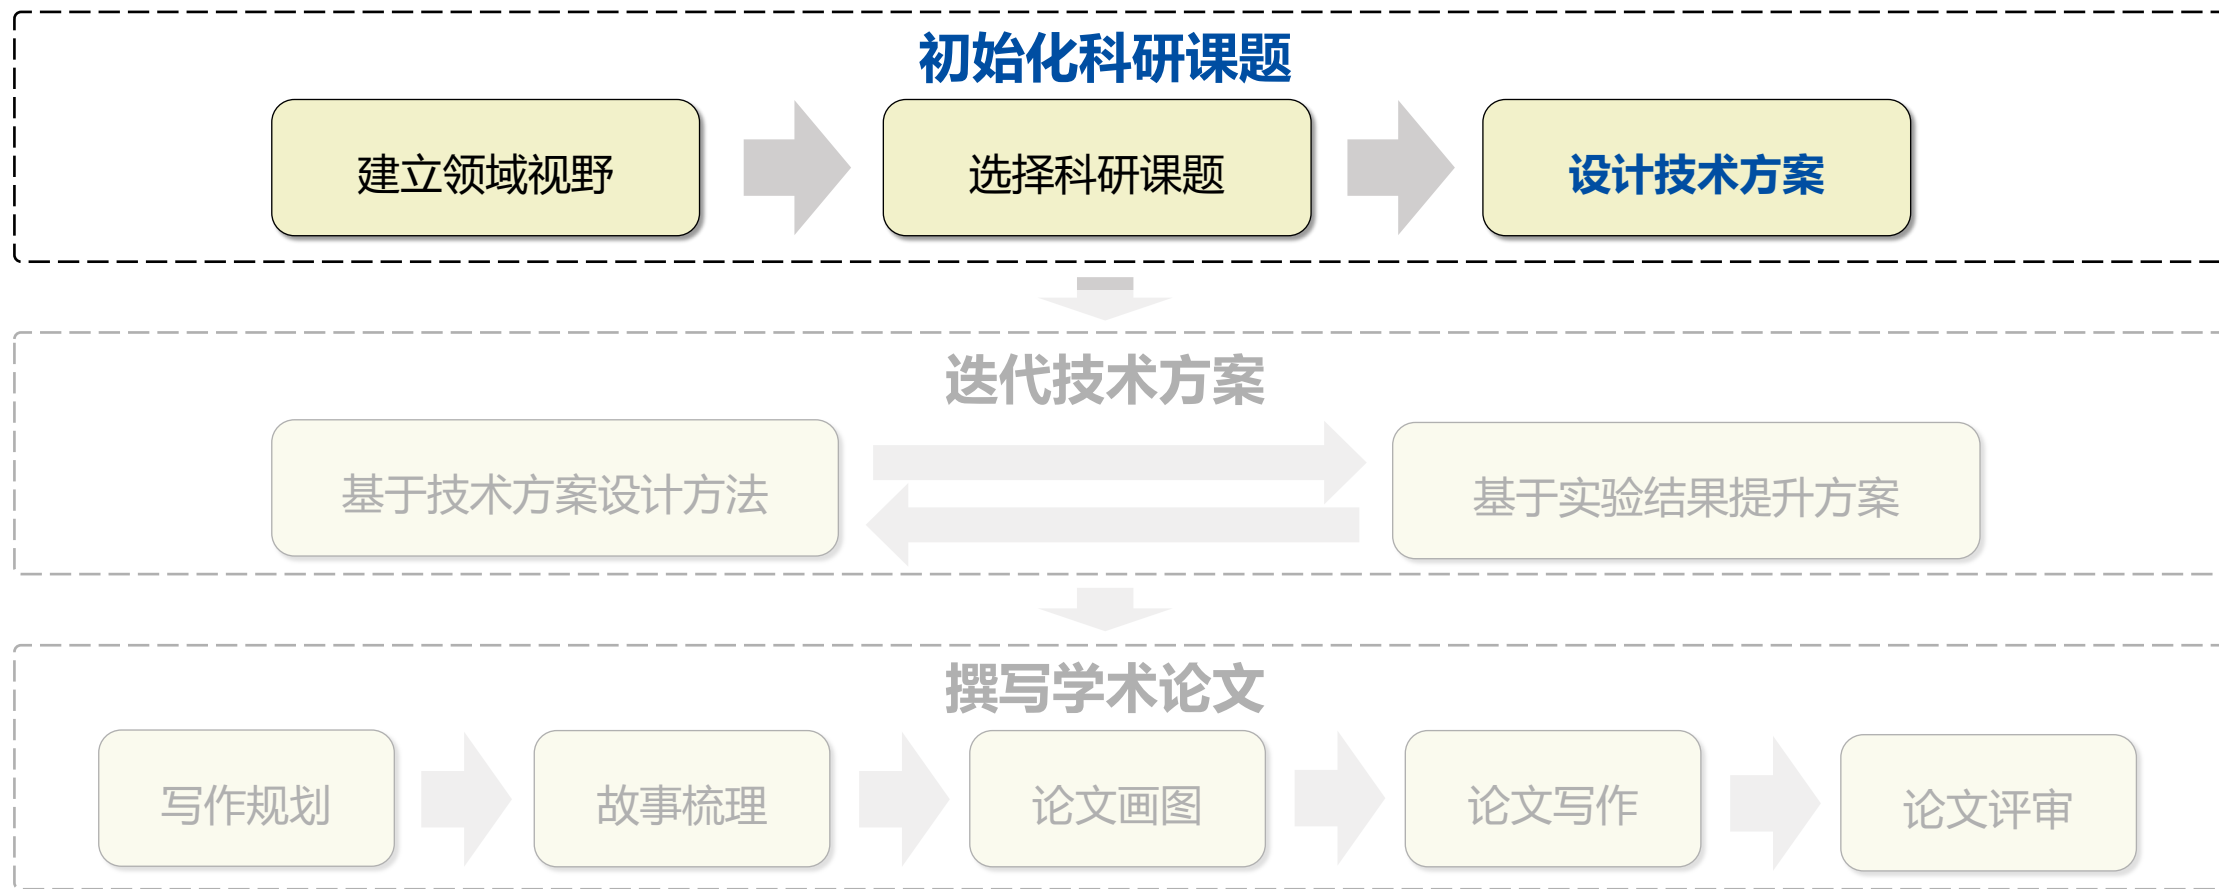 初始化科研课题
建立领域视野
选择科研课题
设计技术方案
迭代技术方案
基于技术方案设计方法
基于实验结果提升方案
撰写学术论文
写作规划
故事梳理
论文画图
论文写作
论文评审